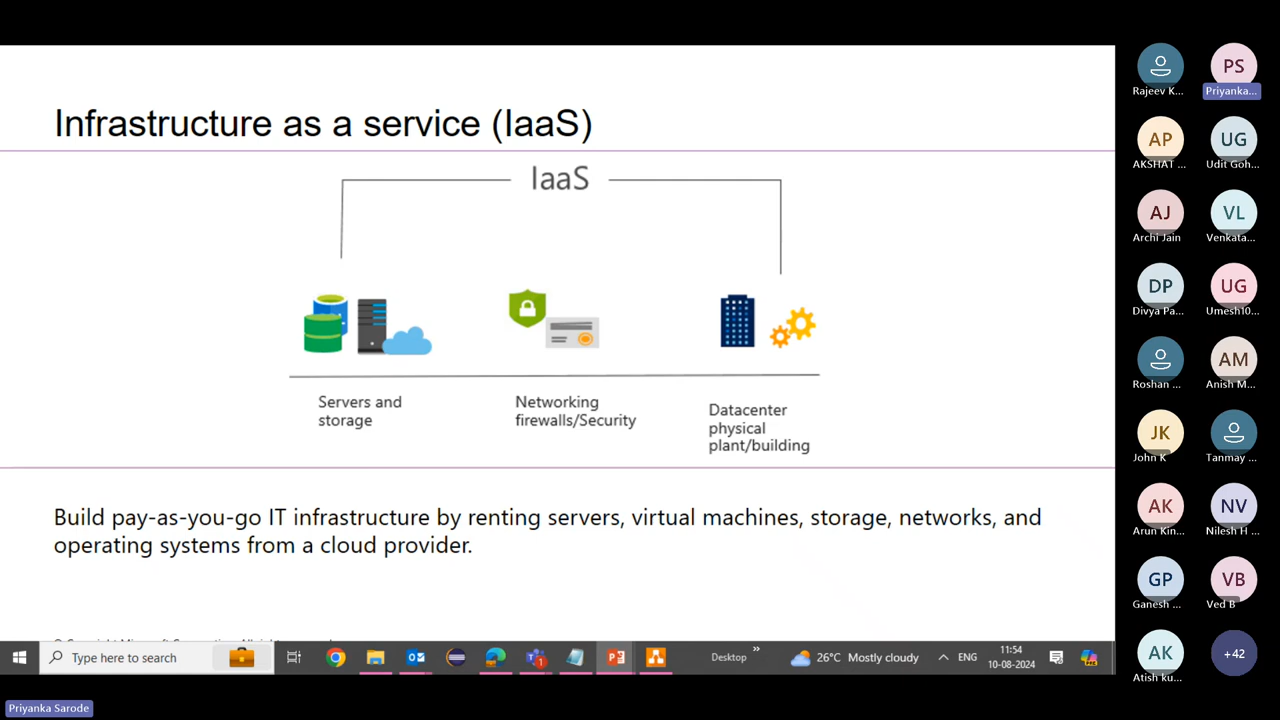 Infrastructure as a service (IaaS)
IaaS
Servers and
storage
Networking
firewalls/Security
Datacenter
physical
plant/building
Build pay-as-you-go IT infrastructure by renting servers, virtual machines, storage, networks, and
operating systems from a cloud provider.
Type here to search
1
Desktop
»
26°C Mostly cloudy
ENG
11:54
10-08-2024
Priyanka Sarode
Rajeev K...
PS
Priyanka...
AP
AKSHAT ...
UG
Udit Goh...
AJ
Archi Jain
VL
Venkata...
DP
Divya Pa...
UG
Umesh10...
Roshan ...
AM
Anish M...
JK
John K
Tanmay ...
AK
Arun Kin...
NV
Nilesh H ...
GP
Ganesh ...
VB
Ved B
AK
Atish ku...
+42